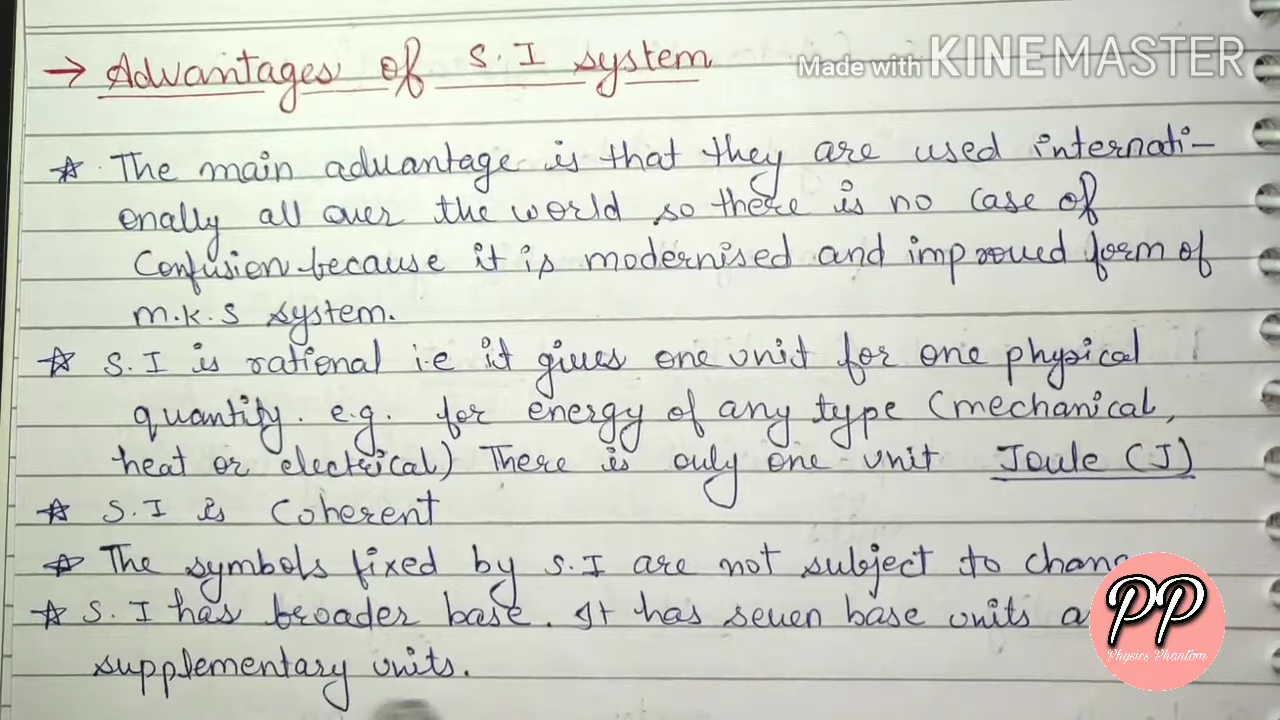 → Advantages of S.I system
Made with KINEMASTER
☆ The main advantage is that they are used internati-
onally all over the world so there is no case of
Confusion because it is modernised and improved form of
m.k.s system.
☆ S.I is rational i.e it gives one unit for one physical
quantity. e.g. for energy of any type (mechanical,
heat or electrical) There is only one unit Joule (J)
☆ S.I is Coherent
☆ The symbols fixed by S.I are not subject to chang
☆ S.I has broader base. It has seven base units a
supplementary units.
PP
Physics Phantom